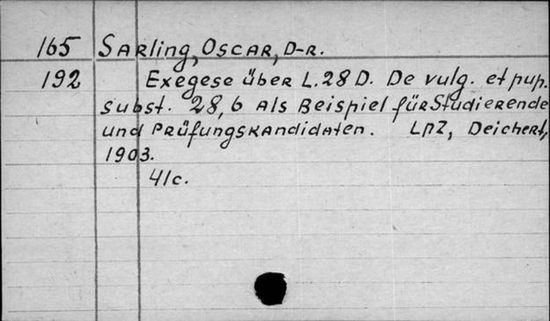 165 Sarling, Oscar, D-r.
192 Exegese über L.28 D. De vulg. et pup.
subst. 28,6 als Beispiel für Studierende
und Prüfungskandidaten. Lpz, Deichert,
1903.
41c.